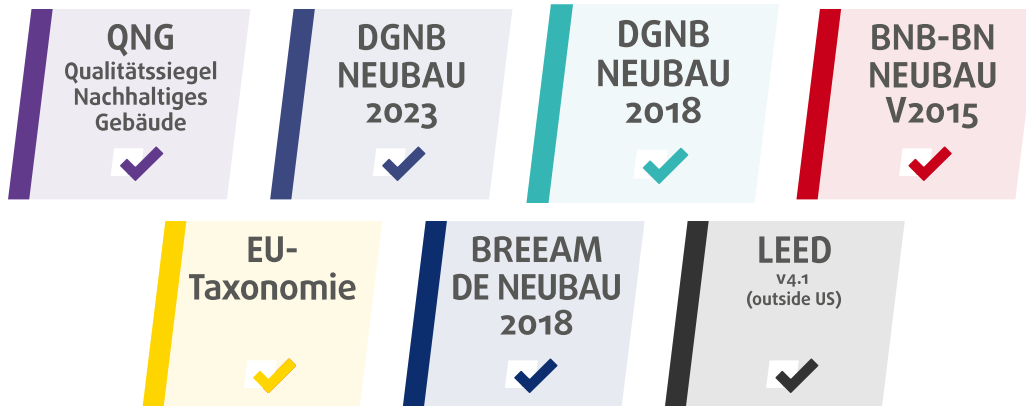 QNG
Qualitätssiegel
Nachhaltiges
Gebäude
DGNB
NEUBAU
2023
DGNB
NEUBAU
2018
BNB-BN
NEUBAU
V2015
EU-
Taxonomie
BREEAM
DE NEUBAU
2018
LEED
v4.1
(outside US)